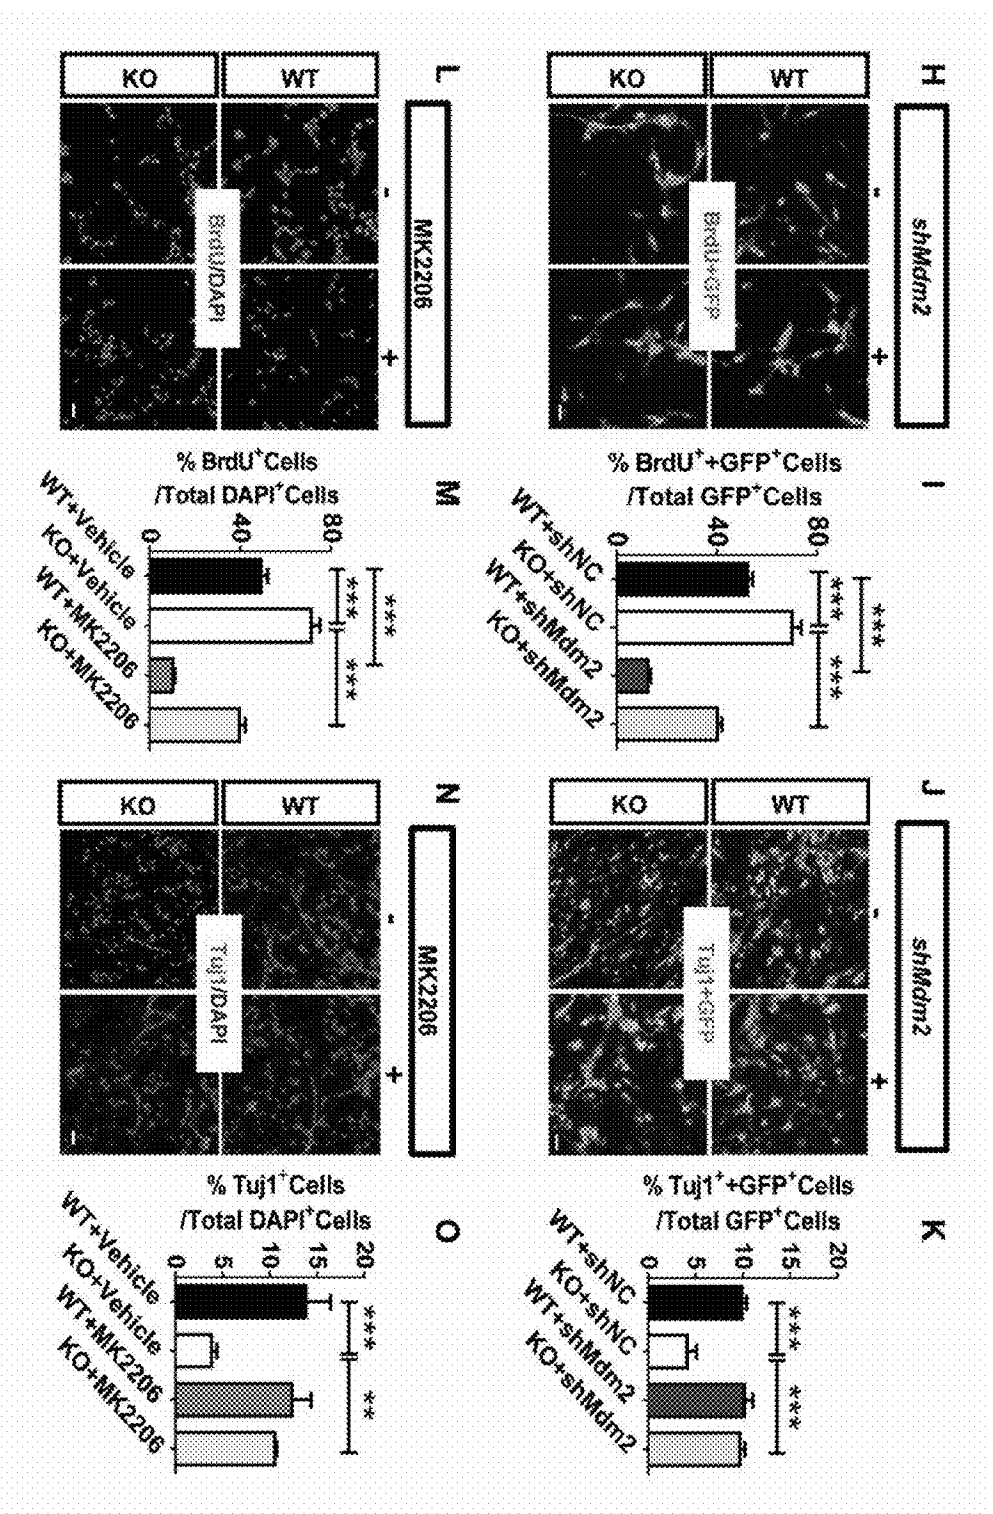 H
shMdm2
- +
WT
KO
BrdU+GFP
I
% BrdU⁺+GFP⁺Cells
/Total GFP⁺Cells
80
40
0
*** 
***
***
WT+shNC
KO+shNC
WT+shMdm2
KO+shMdm2
J
shMdm2
- +
WT
KO
Tuj1+GFP
K
% Tuj1⁺+GFP⁺Cells
/Total GFP⁺Cells
20
15
10
5
0
***
***
WT+shNC
KO+shNC
WT+shMdm2
KO+shMdm2
L
MK2206
- +
WT
KO
BrdU/DAPI
M
% BrdU⁺Cells
/Total DAPI⁺Cells
80
40
0
***
***
***
WT+Vehicle
KO+Vehicle
WT+MK2206
KO+MK2206
N
MK2206
- +
WT
KO
Tuj1/DAPI
O
% Tuj1⁺Cells
/Total DAPI⁺Cells
20
15
10
5
0
***
**
WT+Vehicle
KO+Vehicle
WT+MK2206
KO+MK2206